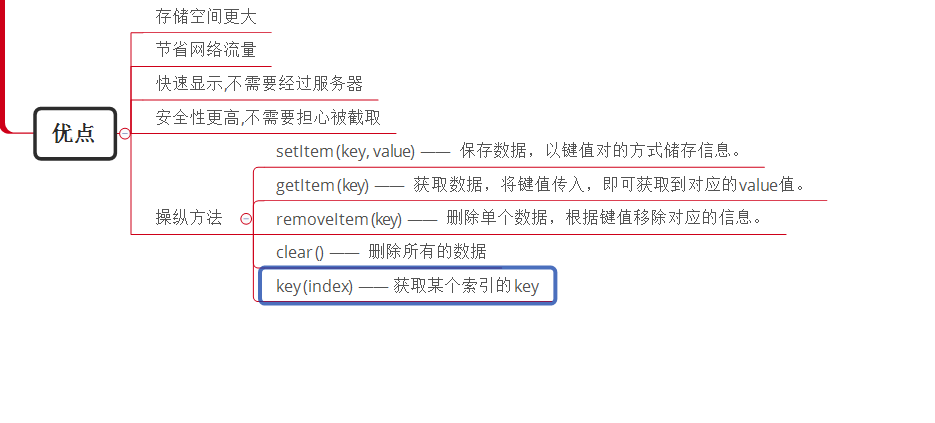 存储空间更大
节省网络流量
快速显示,不需要经过服务器
安全性更高,不需要担心被截取
优点
setItem (key, value) —— 保存数据，以键值对的方式储存信息。
getItem (key) —— 获取数据，将键值传入，即可获取到对应的value值。
操纵方法
removeItem (key) —— 删除单个数据，根据键值移除对应的信息。
clear () —— 删除所有的数据
key (index) —— 获取某个索引的key